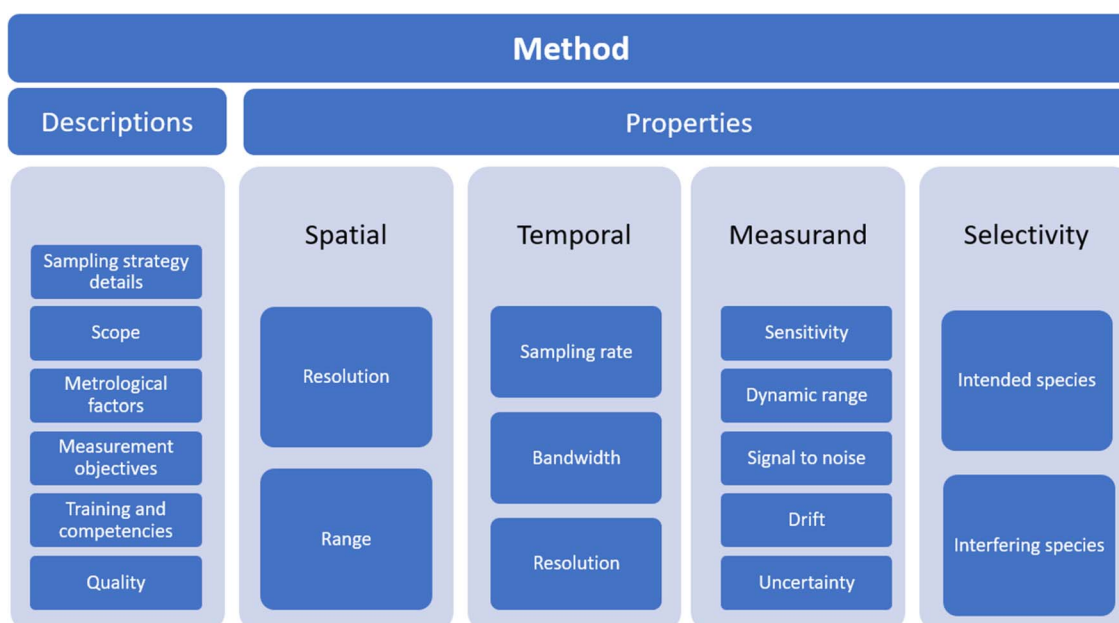 Method
Descriptions
Properties
Sampling strategy
details
Scope
Metrological
factors
Measurement
objectives
Training and
competencies
Quality
Spatial
Resolution
Range
Temporal
Sampling rate
Bandwidth
Resolution
Measurand
Sensitivity
Dynamic range
Signal to noise
Drift
Uncertainty
Selectivity
Intended species
Interfering species